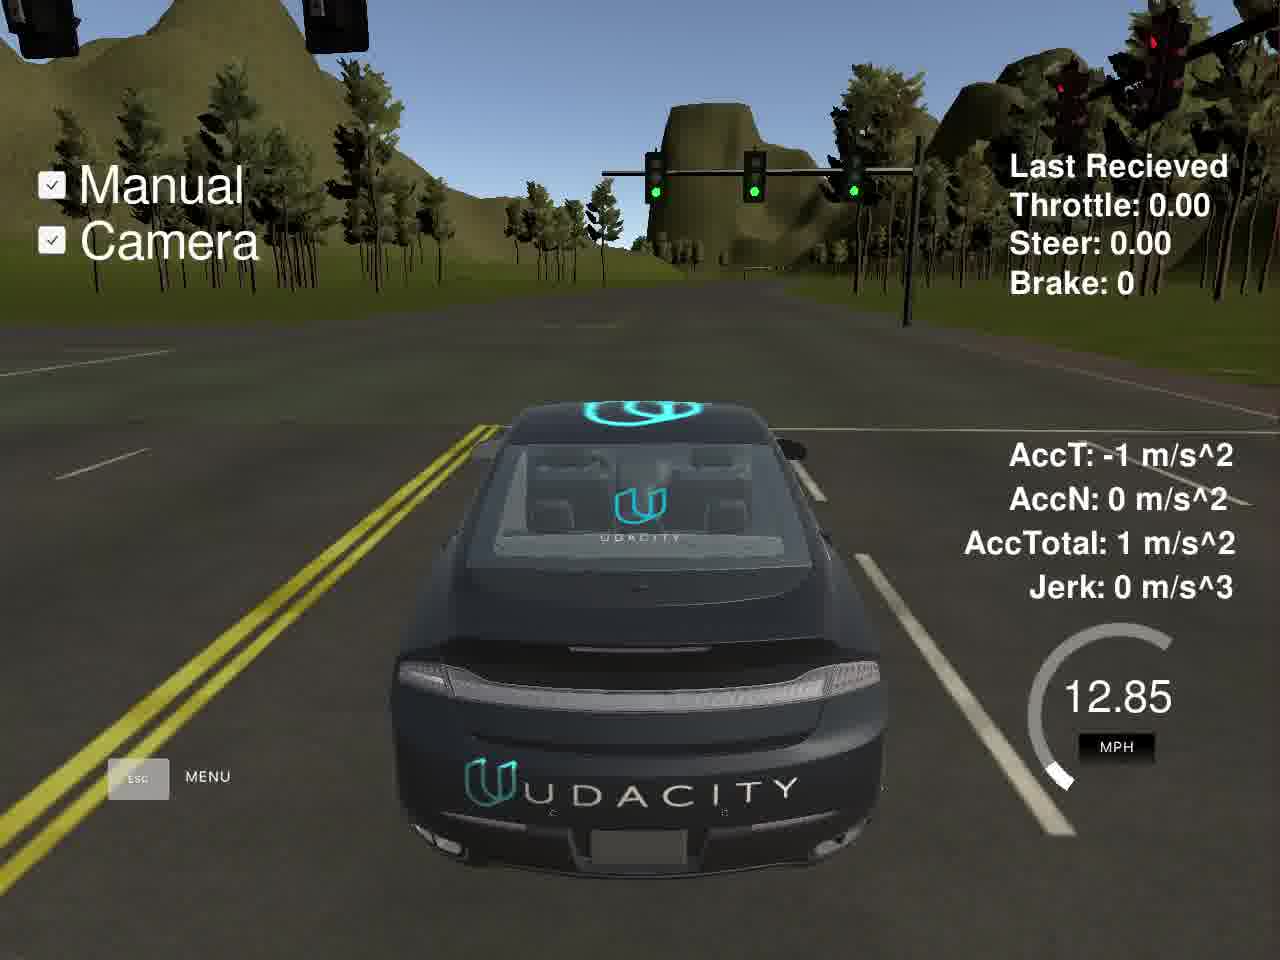 Manual
Camera
Last Recieved
Throttle: 0.00
Steer: 0.00
Brake: 0
AccT: -1 m/s^2
AccN: 0 m/s^2
AccTotal: 1 m/s^2
Jerk: 0 m/s^3
12.85
MPH
UDACITY
UDACITY
ESC MENU